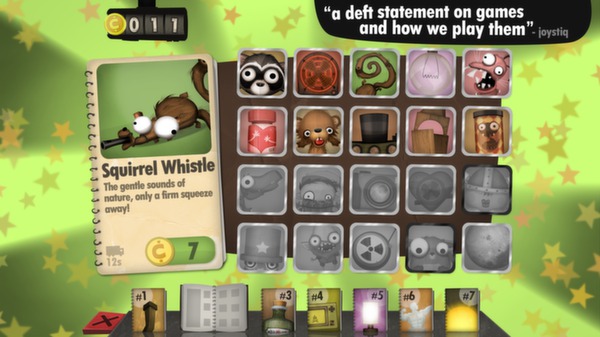 011
“a deft statement on games
and how we play them”- joystiq
Squirrel Whistle
The gentle sounds of
nature, only a firm squeeze
away!
12s
7
#1
#3
#4
#5
#6
#7